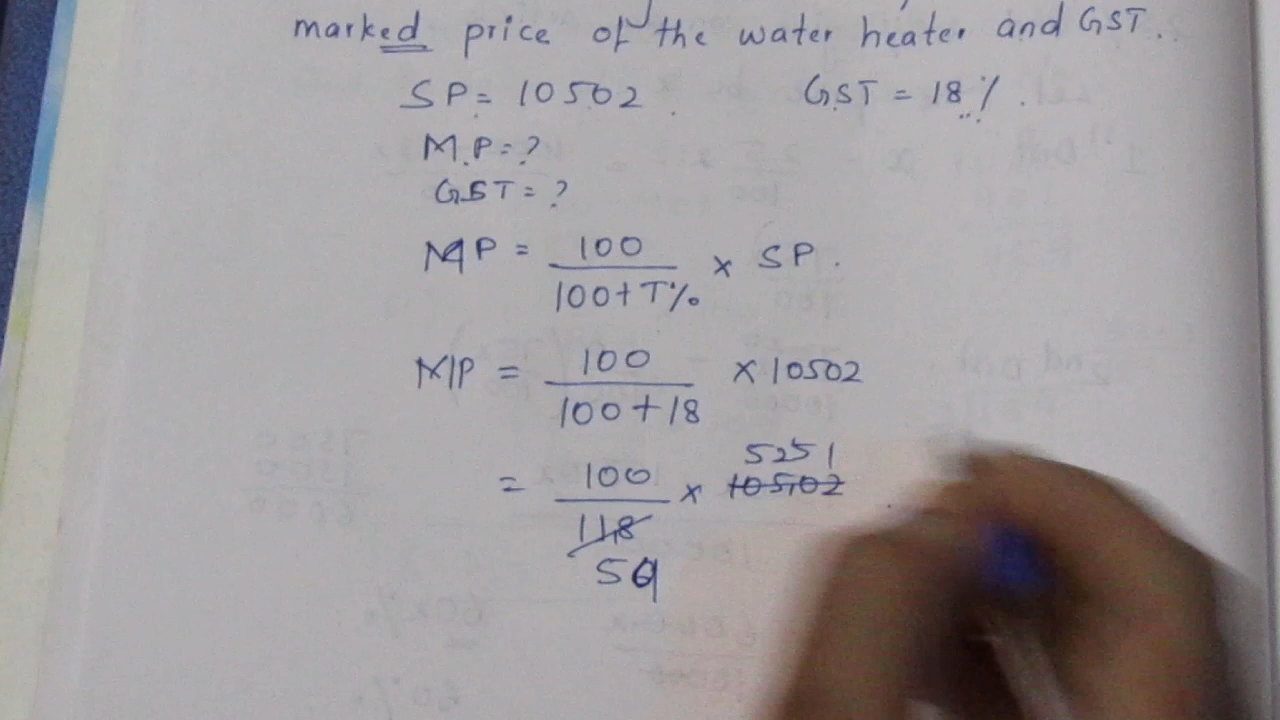 marked price of the water heater and GST.
SP = 10502 GST = 18%.
M.P = ?
GST = ?
MP = 100 / 100 + T% × SP.
MP = 100 / 100 + 18 × 10502
5251
= 100 / 118 × 10502
59